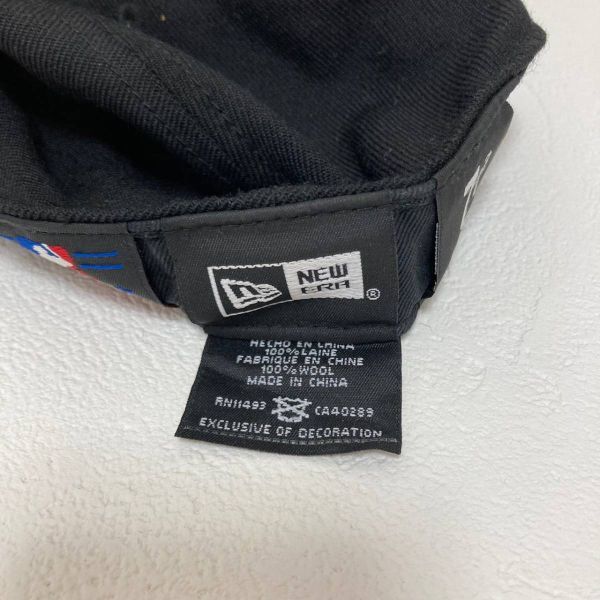 NEW
ERA
®
HECHO EN CHINA
100%LAINE
FABRIQUE EN CHINE
100%WOOL
MADE IN CHINA
RN11493 CA40289
EXCLUSIVE OF DECORATION